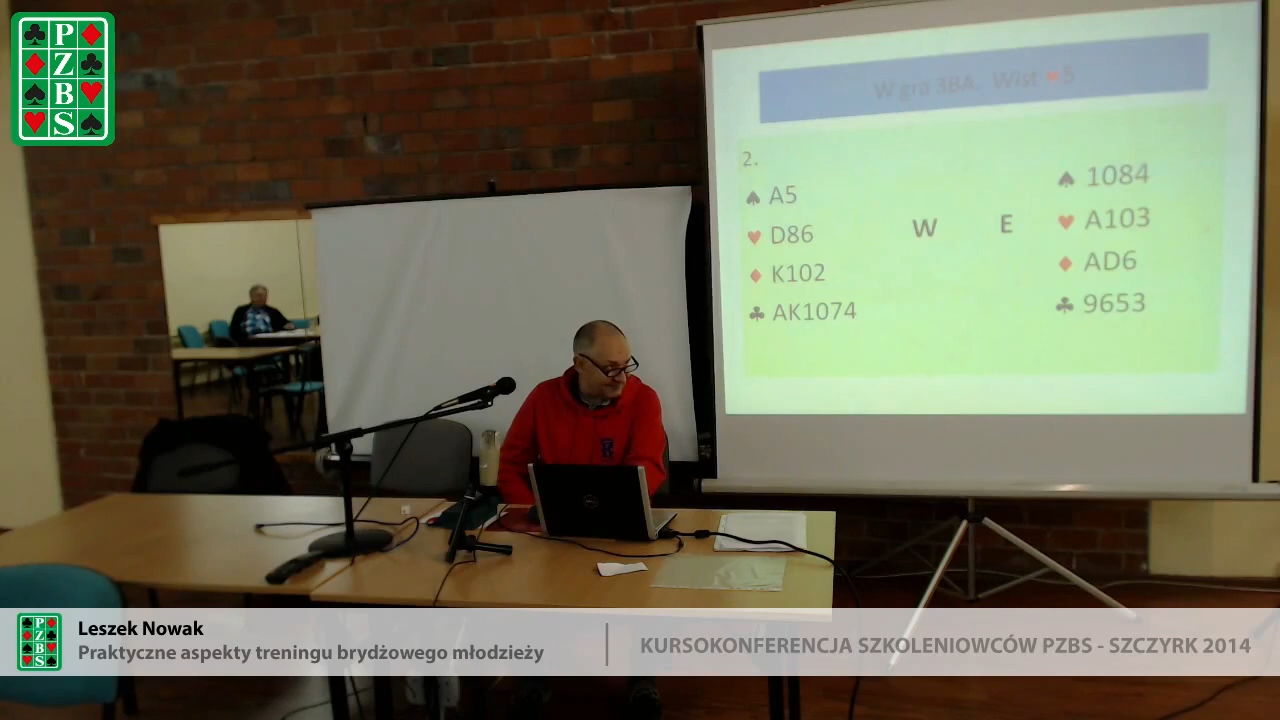 P
Z
B
S
W gra 3BA. Wist ♥5
2.
♠ A5
♥ D86
♦ K102
♣ AK1074
W E
♠ 1084
♥ A103
♦ AD6
♣ 9653
P
Z
B
S
Leszek Nowak
Praktyczne aspekty treningu brydżowego młodzieży
KURSOKONFERENCJA SZKOLENIOWCÓW PZBS - SZCZYRK 2014